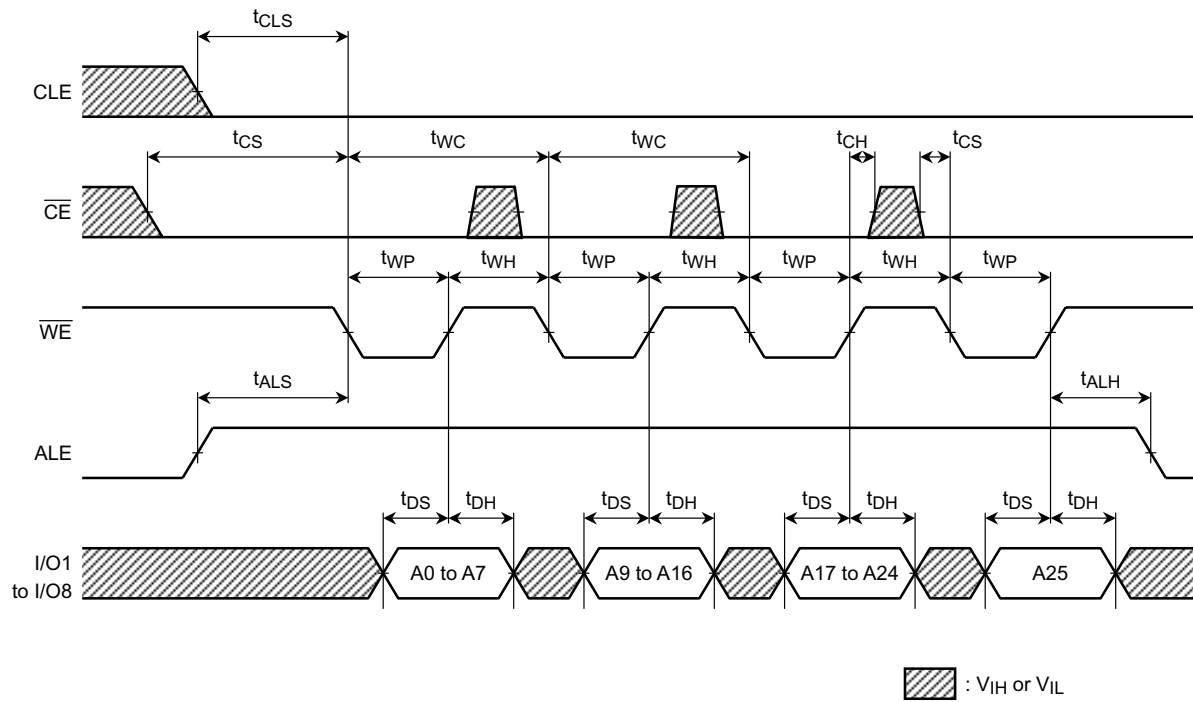 tCLS
CLE
tCS tWC tWC tCH tCS
CE
tWP tWH tWP tWH tWP tWH tWP
WE
tALS tALH
ALE
tDS tDH tDS tDH tDS tDH tDS tDH
I/O1
to I/O8
A0 to A7 A9 to A16 A17 to A24 A25
: VIH or VIL